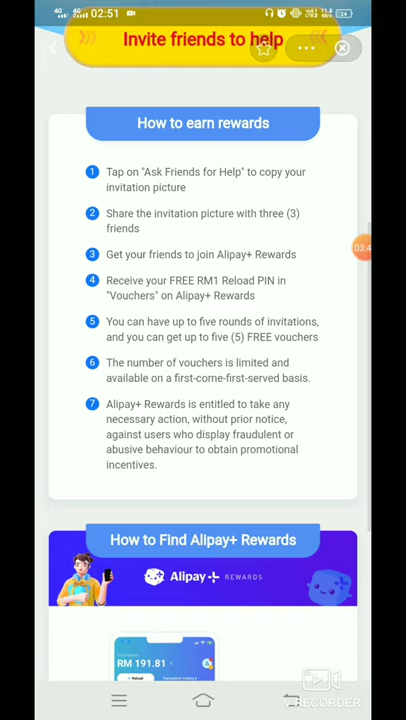 4G 4G 02:51
24
Invite friends to help
How to earn rewards
1 Tap on "Ask Friends for Help" to copy your
invitation picture
2 Share the invitation picture with three (3)
friends
3 Get your friends to join Alipay+ Rewards
03:4
4 Receive your FREE RM1 Reload PIN in
"Vouchers" on Alipay+ Rewards
5 You can have up to five rounds of invitations,
and you can get up to five (5) FREE vouchers
6 The number of vouchers is limited and
available on a first-come-first-served basis.
7 Alipay+ Rewards is entitled to take any
necessary action, without prior notice,
against users who display fraudulent or
abusive behaviour to obtain promotional
incentives.
How to Find Alipay+ Rewards
Alipay+ REWARDS
RM 191.81
+ Reload
V RECORDER